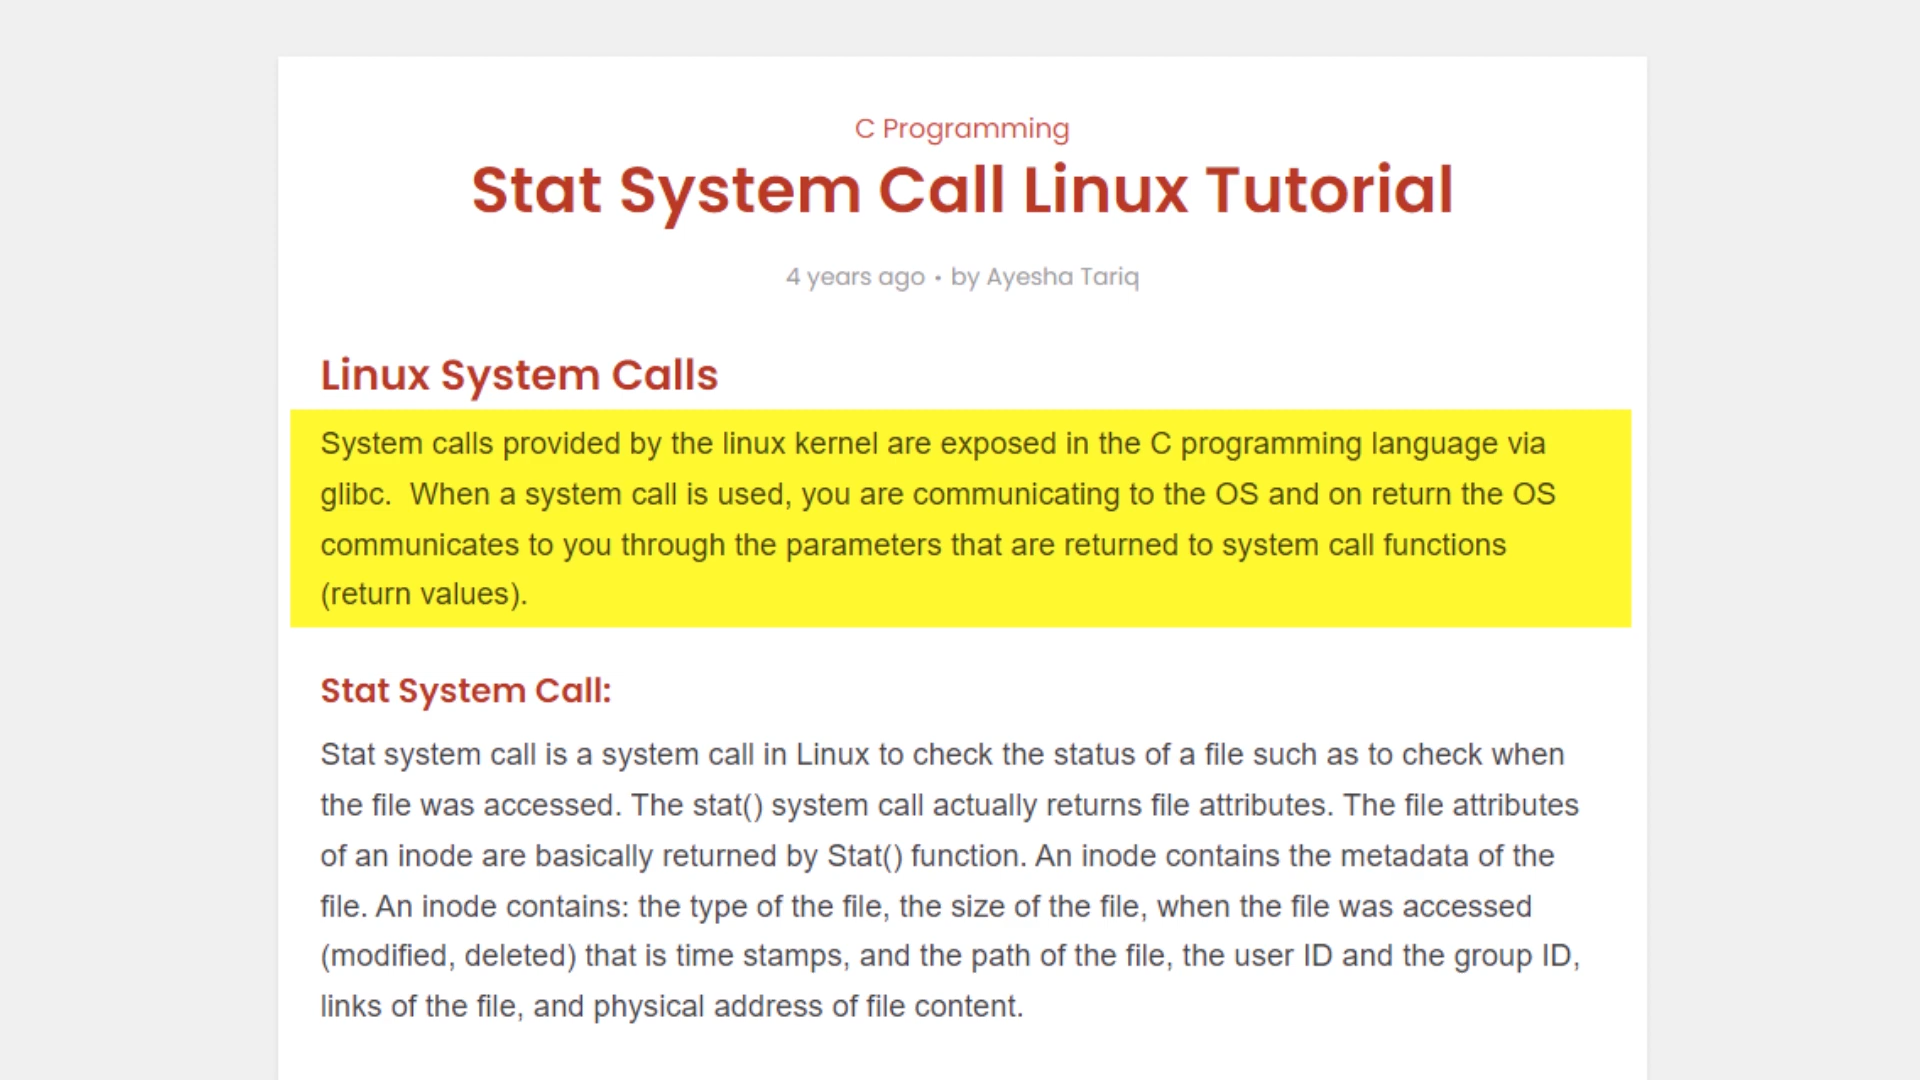 C Programming
Stat System Call Linux Tutorial
4 years ago • by Ayesha Tariq
Linux System Calls
System calls provided by the linux kernel are exposed in the C programming language via
glibc.  When a system call is used, you are communicating to the OS and on return the OS
communicates to you through the parameters that are returned to system call functions
(return values).
Stat System Call:
Stat system call is a system call in Linux to check the status of a file such as to check when
the file was accessed. The stat() system call actually returns file attributes. The file attributes
of an inode are basically returned by Stat() function. An inode contains the metadata of the
file. An inode contains: the type of the file, the size of the file, when the file was accessed
(modified, deleted) that is time stamps, and the path of the file, the user ID and the group ID,
links of the file, and physical address of file content.